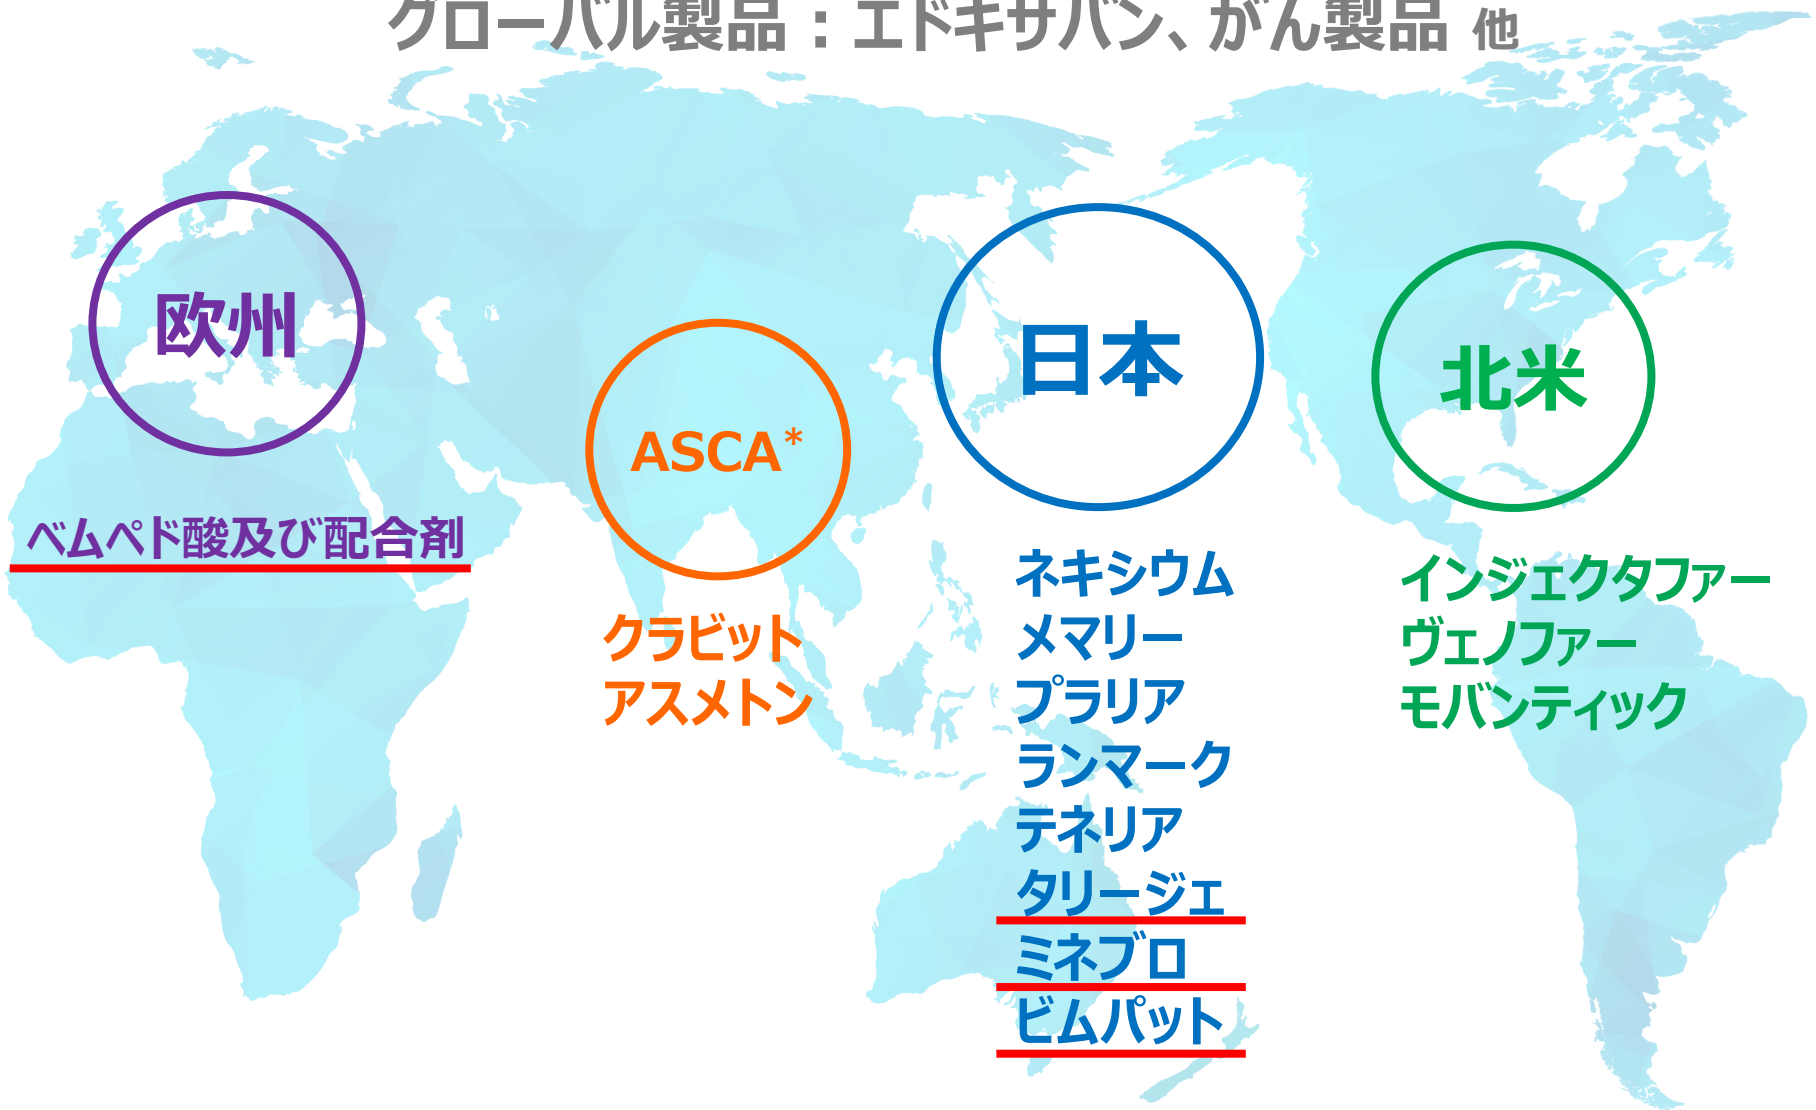 グローバル製品：エドキサバン、がん製品 他
欧州
ベムペド酸及び配合剤
ASCA*
クラビット
アスメトン
日本
ネキシウム
メマリー
プラリア
ランマーク
テネリア
タリージェ
ミネブロ
ビムパット
北米
インジェクタファー
ヴェノファー
モバンティック